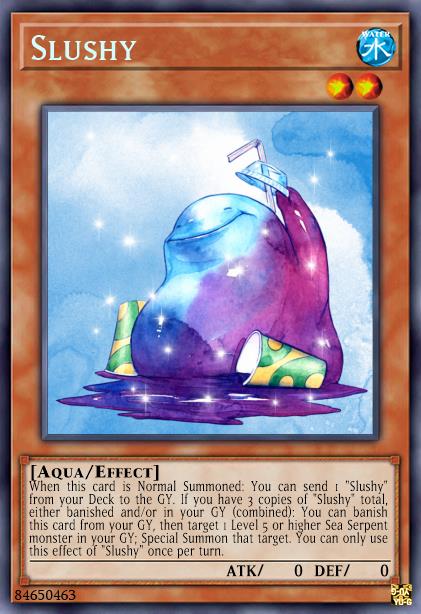 Slushy
WATER
水
[Aqua/Effect]
When this card is Normal Summoned: You can send 1 "Slushy"
from your Deck to the GY. If you have 3 copies of "Slushy" total,
either banished and/or in your GY (combined): You can banish
this card from your GY, then target 1 Level 5 or higher Sea Serpent
monster in your GY; Special Summon that target. You can only use
this effect of "Slushy" once per turn.
ATK/ 0 DEF/ 0
84650463